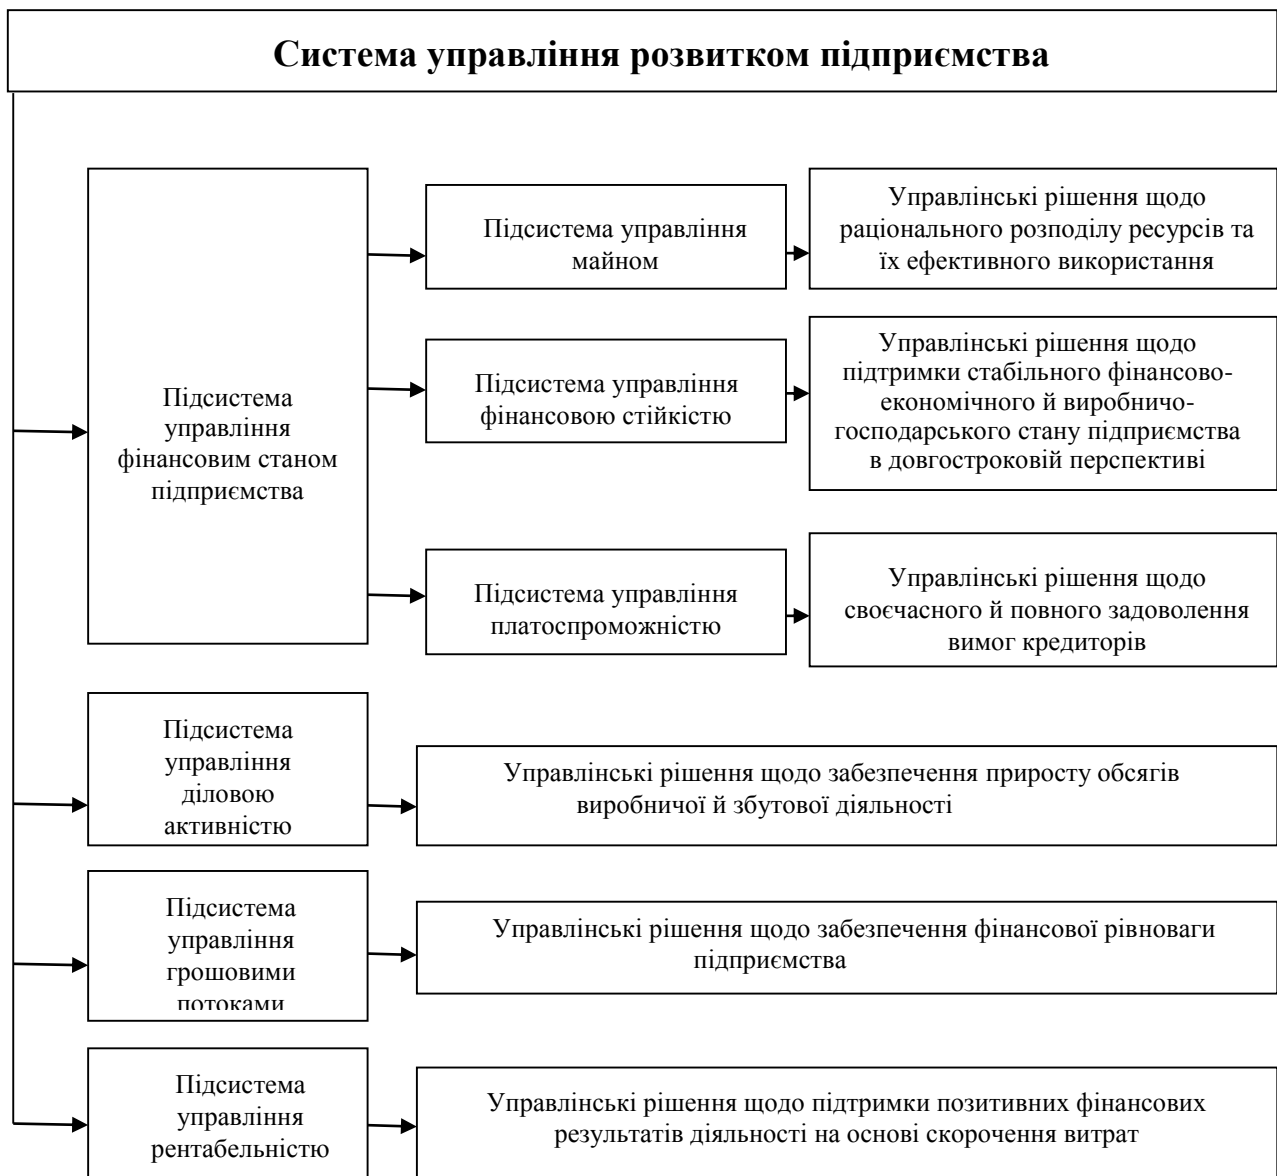 Система управління розвитком підприємства
Підсистема
управління
фінансовим станом
підприємства
Підсистема управління
майном
Управлінські рішення щодо
раціонального розподілу ресурсів та
їх ефективного використання
Підсистема управління
фінансовою стійкістю
Управлінські рішення щодо
підтримки стабільного фінансово-
економічного й виробничо-
господарського стану підприємства
в довгостроковій перспективі
Підсистема управління
платоспроможністю
Управлінські рішення щодо
своєчасного й повного задоволення
вимог кредиторів
Підсистема
управління
діловою
активністю
Управлінські рішення щодо забезпечення приросту обсягів
виробничої й збутової діяльності
Підсистема
управління
грошовими
потоками
Управлінські рішення щодо забезпечення фінансової рівноваги
підприємства
Підсистема
управління
рентабельністю
Управлінські рішення щодо підтримки позитивних фінансових
результатів діяльності на основі скорочення витрат